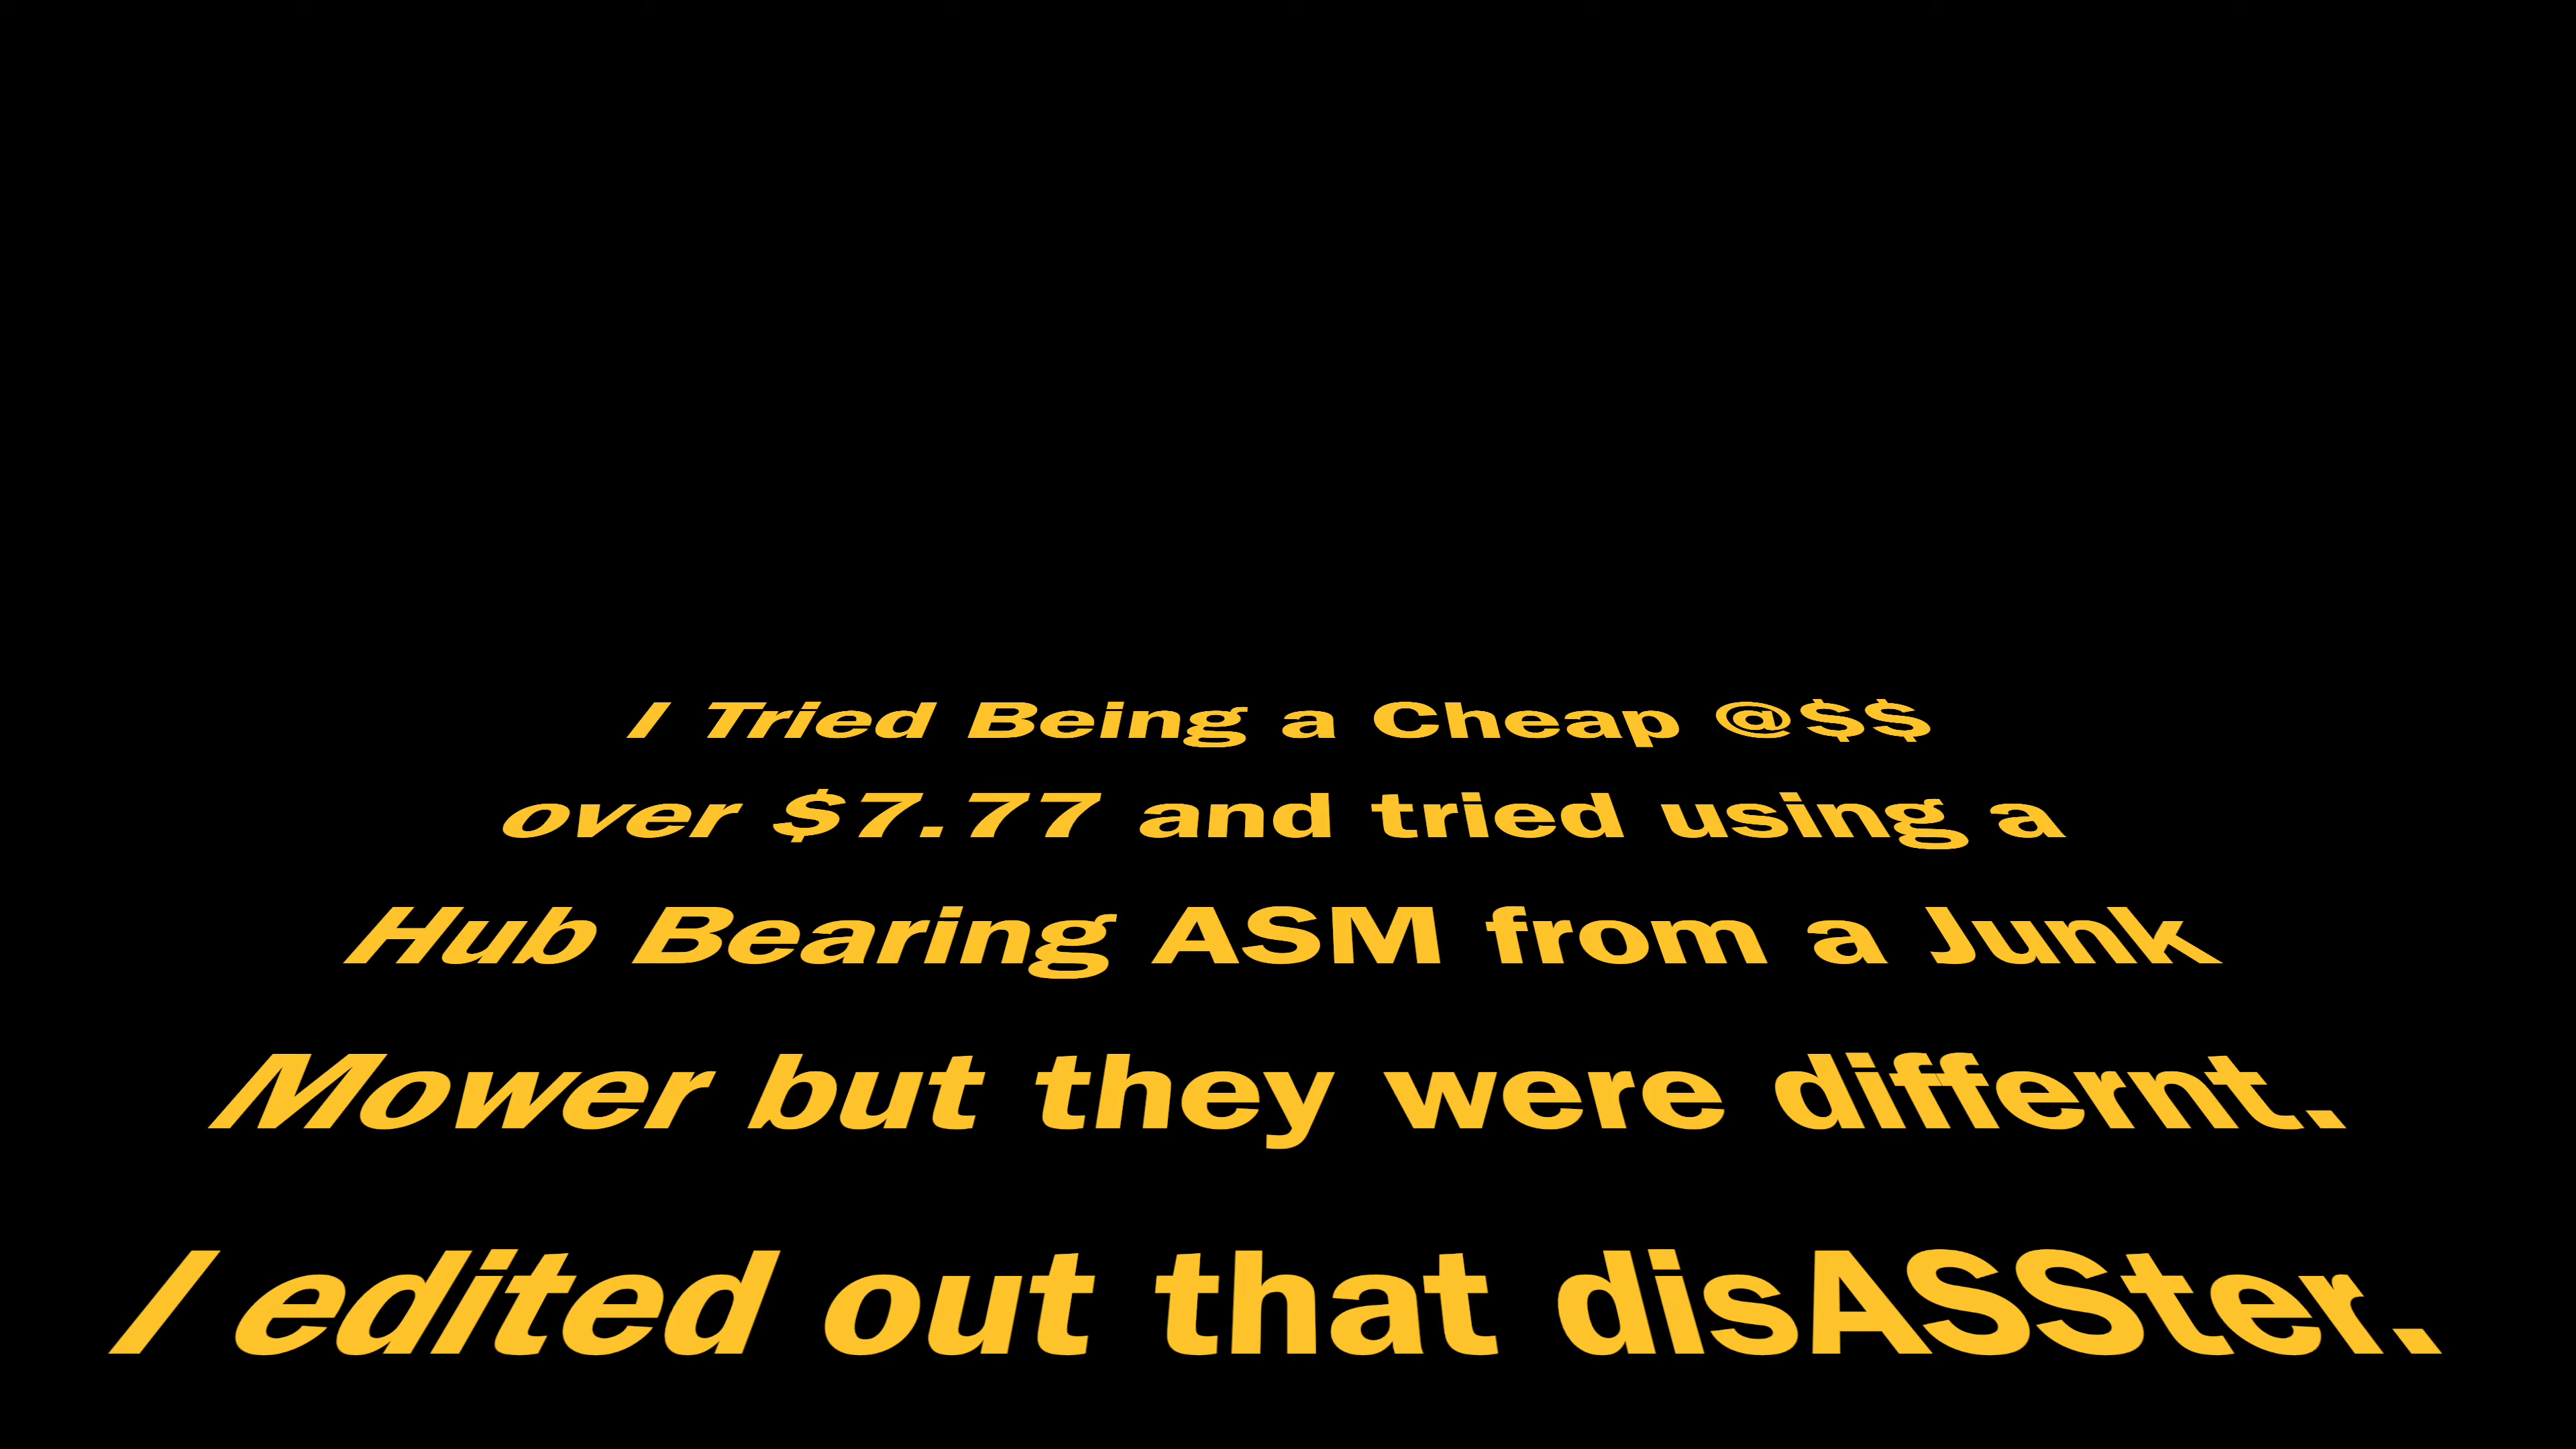 I Tried Being a Cheap @$$
over $7.77 and tried using a
Hub Bearing ASM from a Junk
Mower but they were differnt.
I edited out that disASSter.